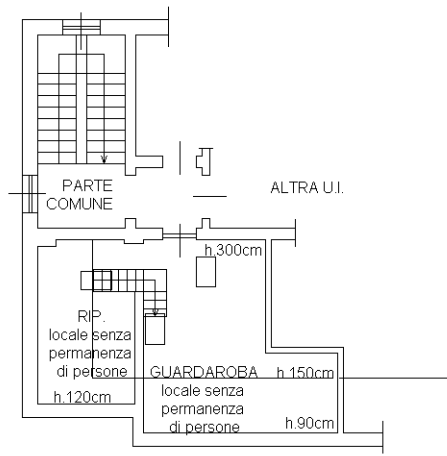 PARTE
COMUNE
ALTRA U.I.
h.300cm
RIP.
locale senza
permanenza
di persone
h.120cm
GUARDAROBA
locale senza
permanenza
di persone
h.150cm
h.90cm